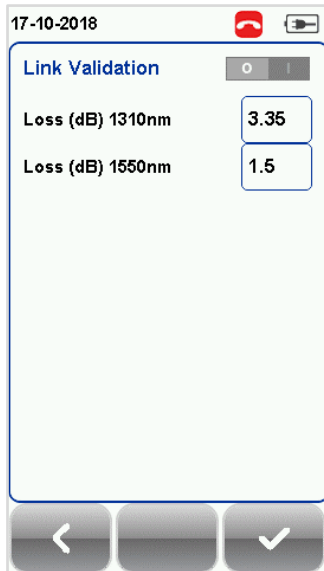 17-10-2018
Link Validation O I
Loss (dB) 1310nm 3.35
Loss (dB) 1550nm 1.5